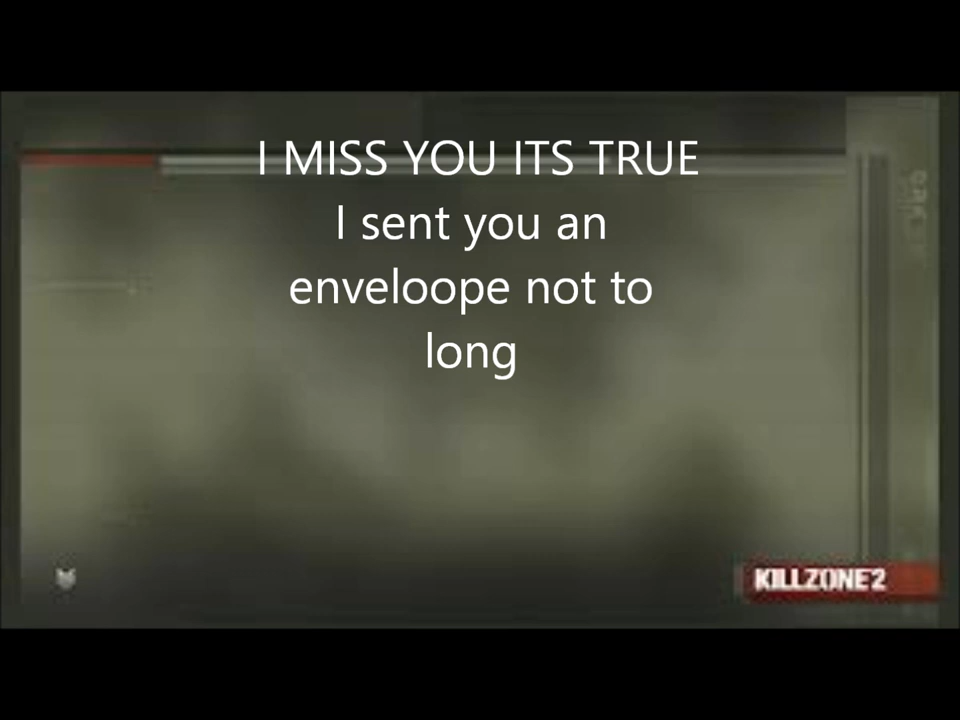 I MISS YOU ITS TRUE
I sent you an
enveloope not to
long
KILLZONE2